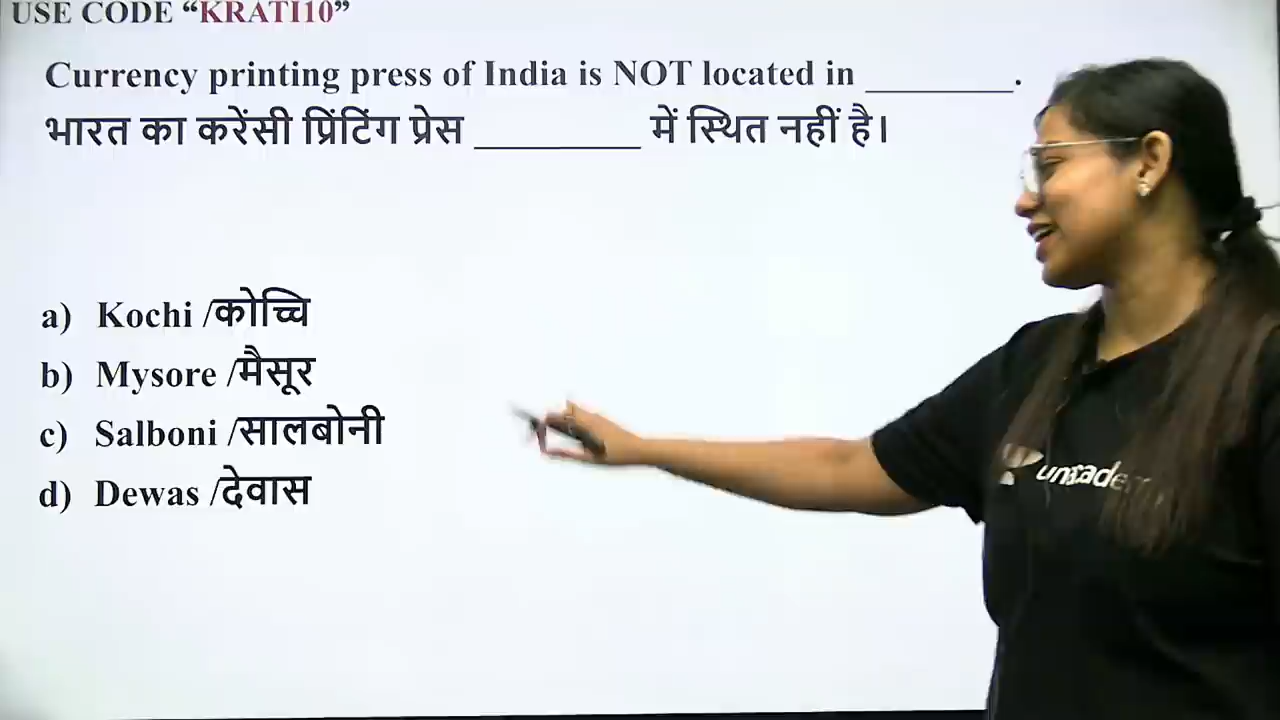 USE CODE “KRATI10”
Currency printing press of India is NOT located in ________.
भारत का करेंसी प्रिंटिंग प्रेस _________ में स्थित नहीं है।
a) Kochi /कोच्चि
b) Mysore /मैसूर
c) Salboni /सालबोनी
d) Dewas /देवास